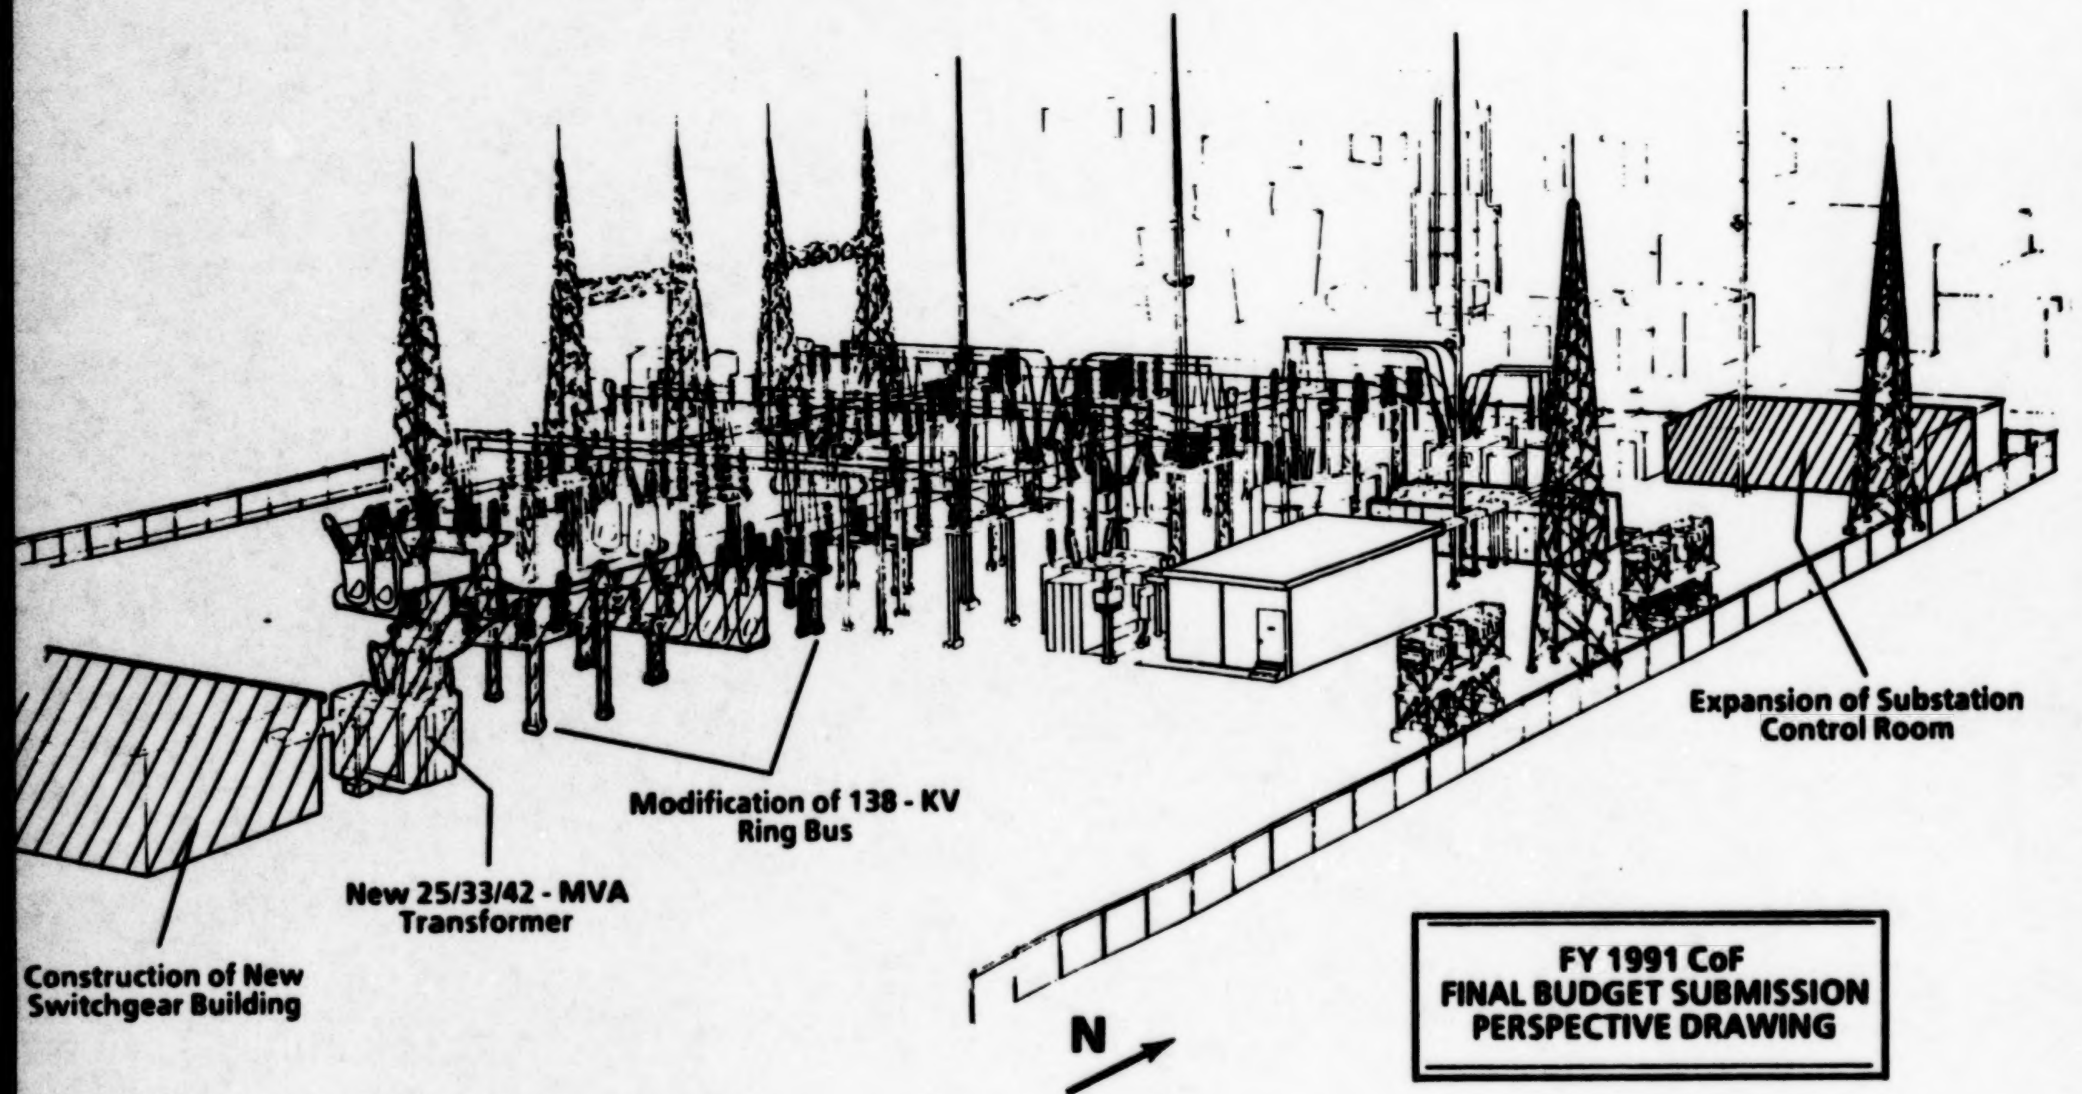 Expansion of Substation
Control Room
Modification of 138 - KV
Ring Bus
New 25/33/42 - MVA
Transformer
Construction of New
Switchgear Building
N
FY 1991 CoF
FINAL BUDGET SUBMISSION
PERSPECTIVE DRAWING